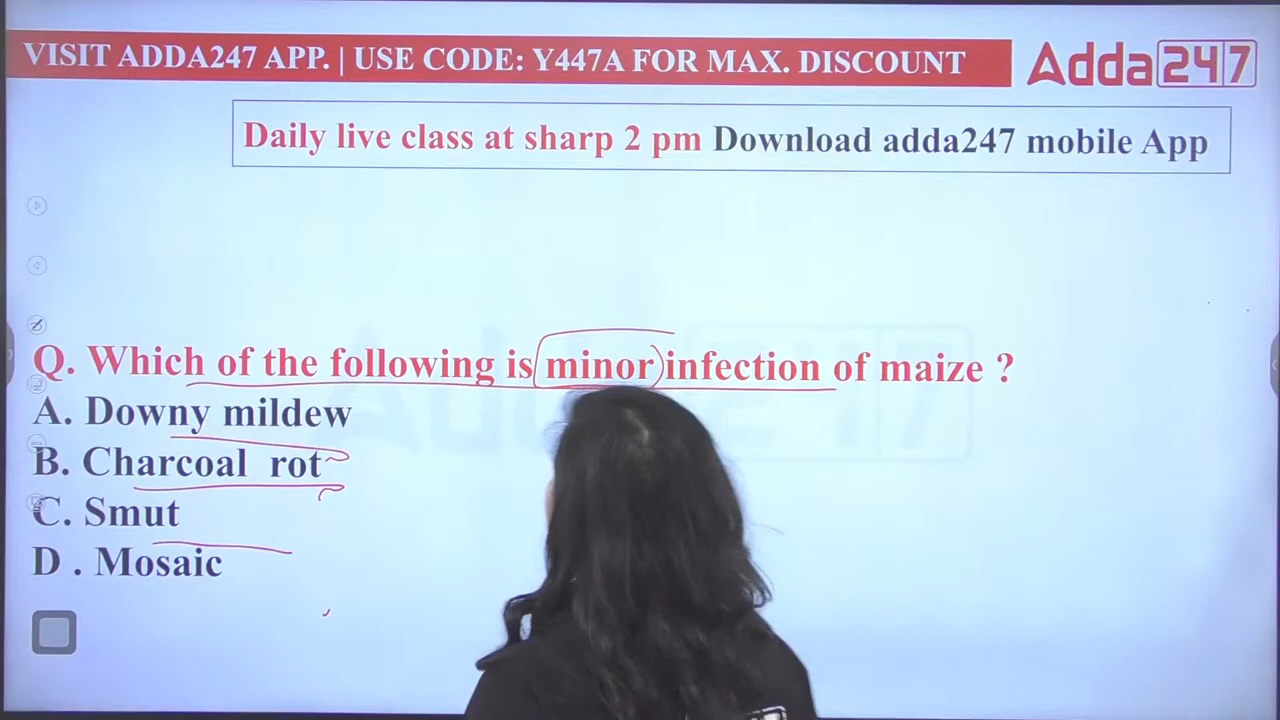 VISIT ADDA247 APP. | USE CODE: Y447A FOR MAX. DISCOUNT
Adda247
Daily live class at sharp 2 pm Download adda247 mobile App
Q. Which of the following is minor infection of maize ?
A. Downy mildew
B. Charcoal rot
C. Smut
D . Mosaic